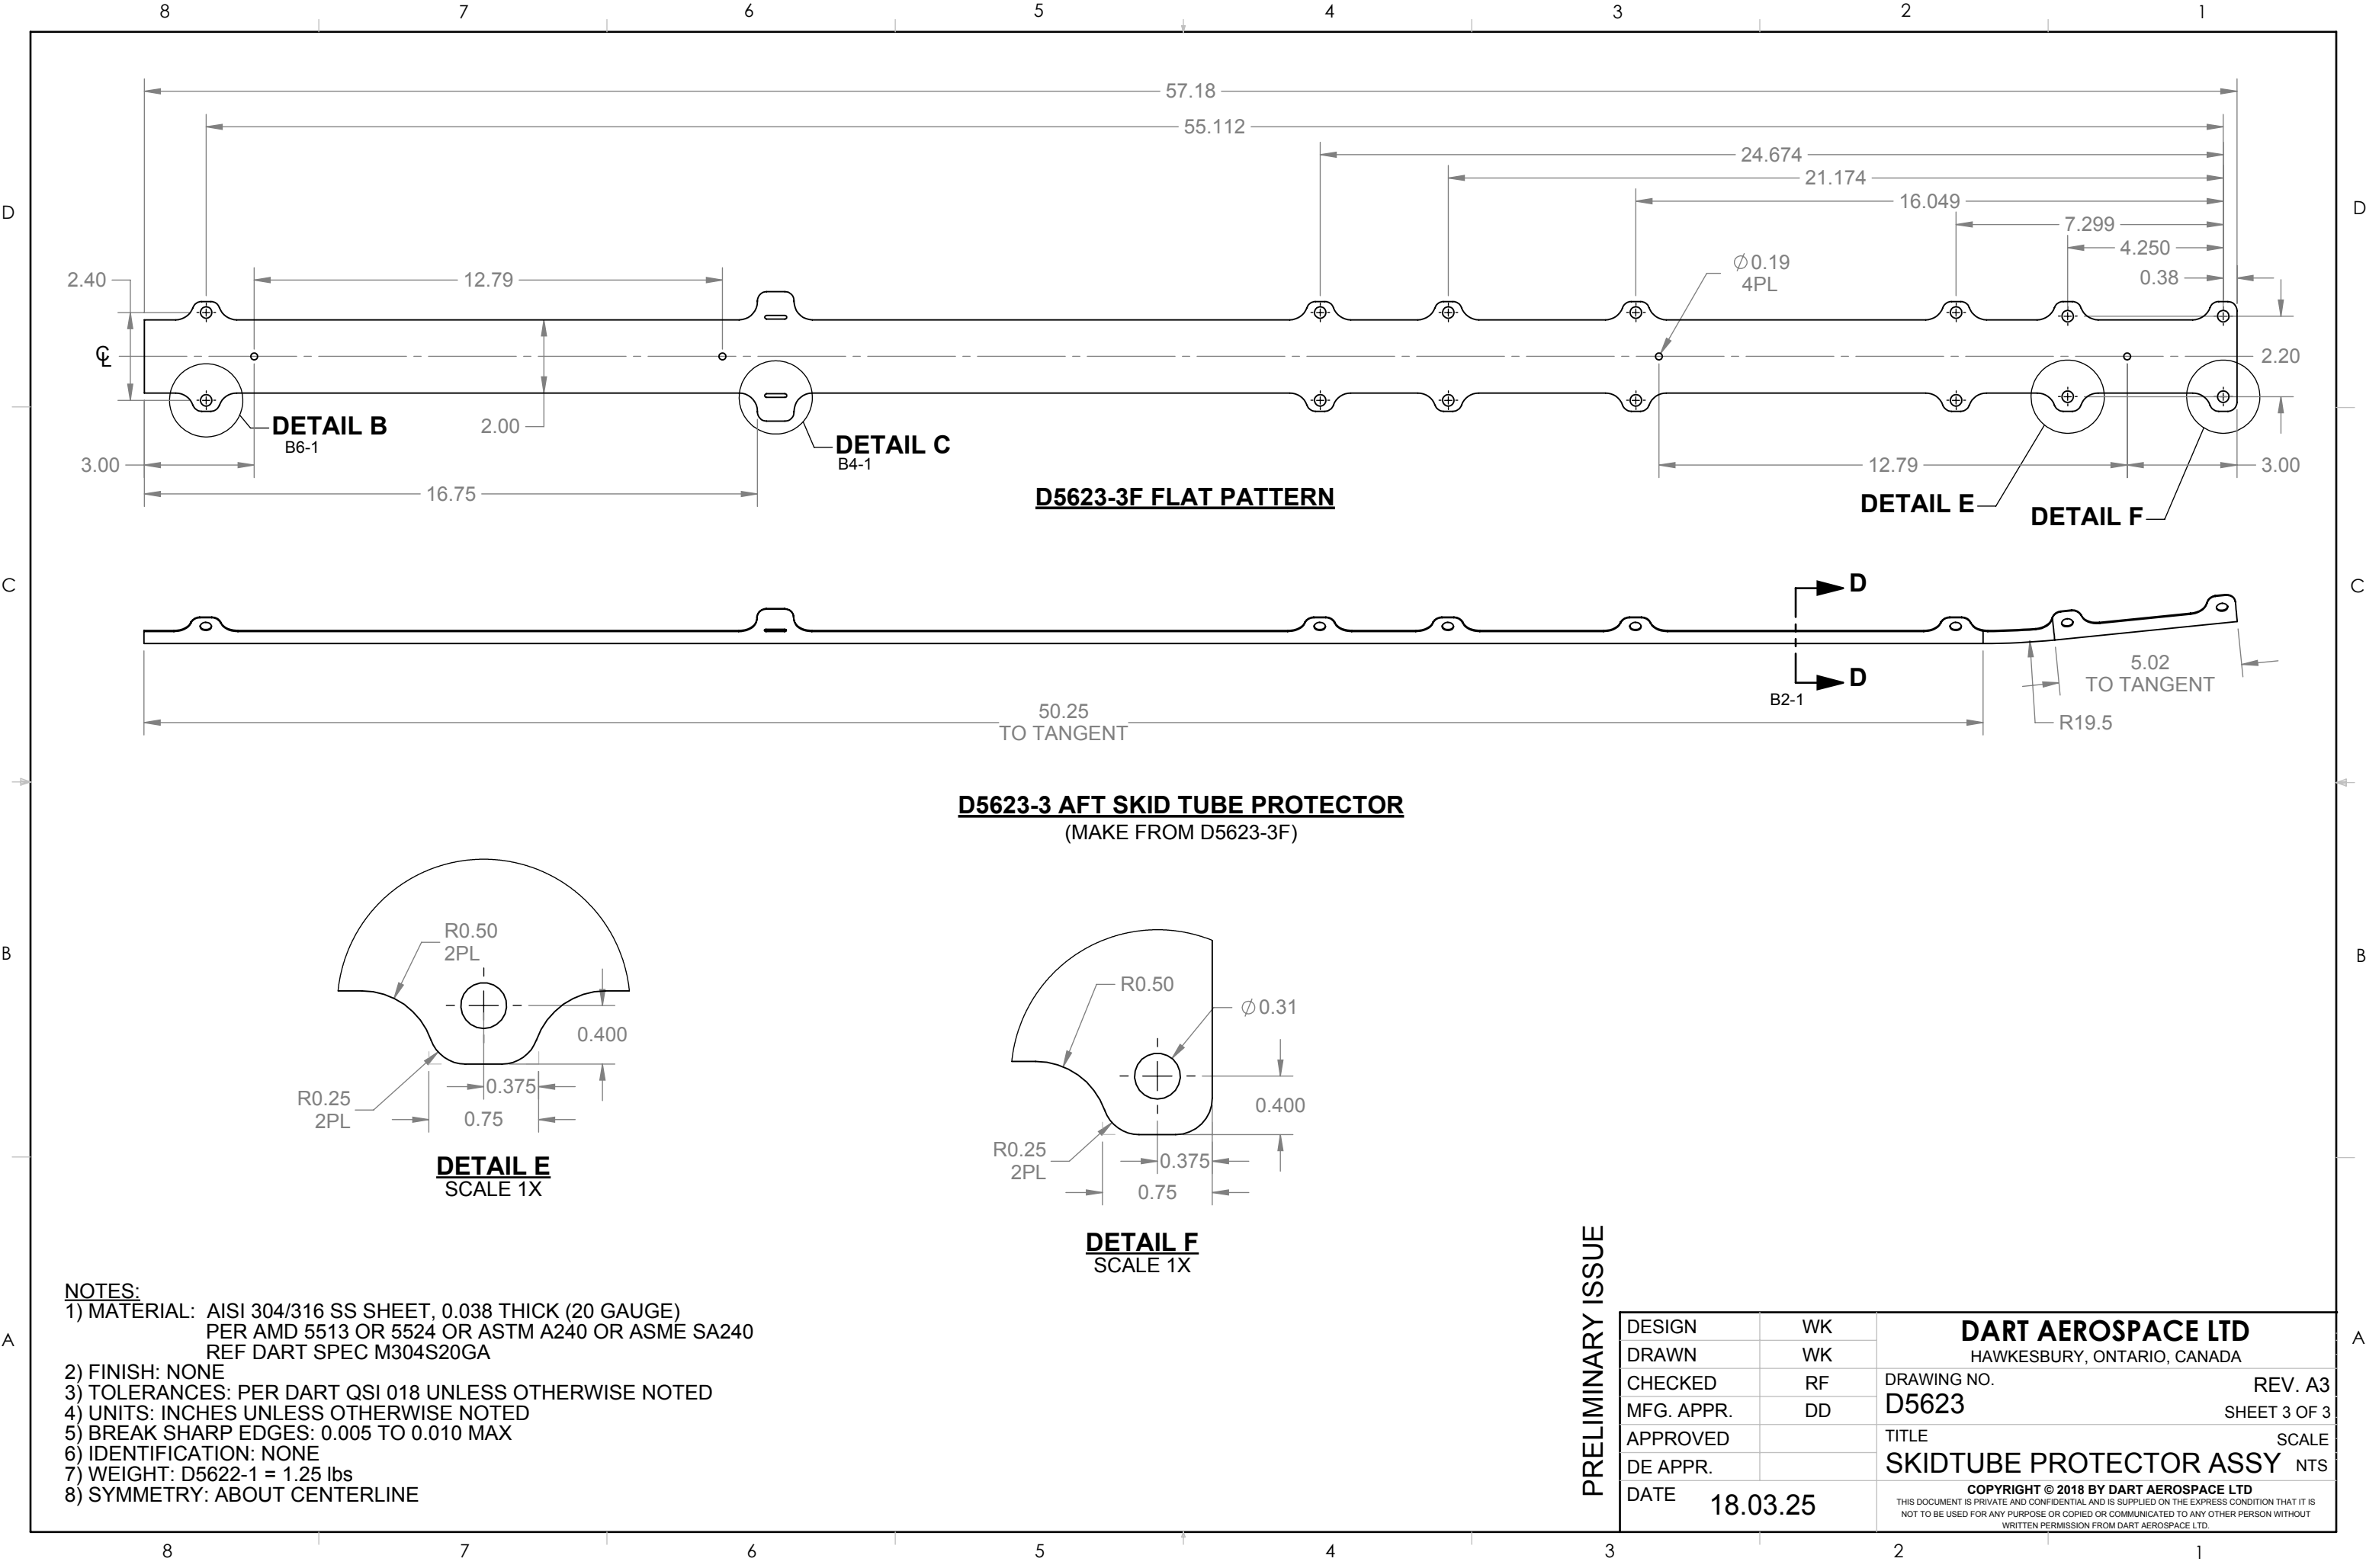 8 7 6 5 4 3 2 1
57.18
55.112
24.674
21.174
16.049
7.299
4.250
0.38
D D
2.40
12.79
Ø0.19
4PL
℄
2.20
DETAIL B
B6-1
2.00
DETAIL C
B4-1
3.00
12.79
3.00
16.75
D5623-3F FLAT PATTERN
DETAIL E
DETAIL F
C C
D
D
B2-1
5.02
TO TANGENT
50.25
TO TANGENT
R19.5
D5623-3 AFT SKID TUBE PROTECTOR
(MAKE FROM D5623-3F)
B B
R0.50
2PL
0.400
0.375
R0.25
2PL
0.75
DETAIL E
SCALE 1X
R0.50
Ø0.31
0.400
R0.25
2PL
0.375
0.75
DETAIL F
SCALE 1X
A A
NOTES:
1) MATERIAL: AISI 304/316 SS SHEET, 0.038 THICK (20 GAUGE)
PER AMD 5513 OR 5524 OR ASTM A240 OR ASME SA240
REF DART SPEC M304S20GA
2) FINISH: NONE
3) TOLERANCES: PER DART QSI 018 UNLESS OTHERWISE NOTED
4) UNITS: INCHES UNLESS OTHERWISE NOTED
5) BREAK SHARP EDGES: 0.005 TO 0.010 MAX
6) IDENTIFICATION: NONE
7) WEIGHT: D5622-1 = 1.25 lbs
8) SYMMETRY: ABOUT CENTERLINE
PRELIMINARY ISSUE
DESIGN WK
DRAWN WK
CHECKED RF
MFG. APPR. DD
APPROVED
DE APPR.
DATE 18.03.25
DART AEROSPACE LTD
HAWKESBURY, ONTARIO, CANADA
DRAWING NO. REV. A3
D5623 SHEET 3 OF 3
TITLE SCALE
SKIDTUBE PROTECTOR ASSY NTS
COPYRIGHT © 2018 BY DART AEROSPACE LTD
THIS DOCUMENT IS PRIVATE AND CONFIDENTIAL AND IS SUPPLIED ON THE EXPRESS CONDITION THAT IT IS
NOT TO BE USED FOR ANY PURPOSE OR COPIED OR COMMUNICATED TO ANY OTHER PERSON WITHOUT
WRITTEN PERMISSION FROM DART AEROSPACE LTD.
8 7 6 5 4 3 2 1